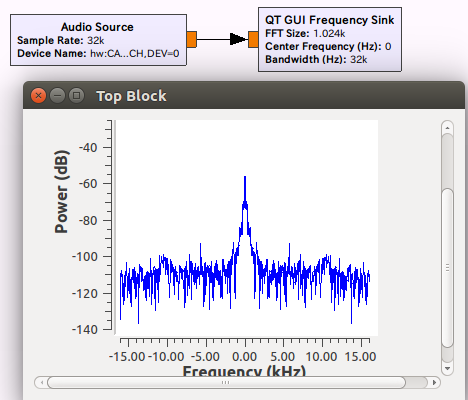 Audio Source
Sample Rate: 32k
Device Name: hw:CA...CH,DEV=0
QT GUI Frequency Sink
FFT Size: 1.024k
Center Frequency (Hz): 0
Bandwidth (Hz): 32k
Top Block
Power (dB)
-40
-60
-80
-100
-120
-140
-15.00 -10.00 -5.00 0.00 5.00 10.00 15.00
Frequency (kHz)